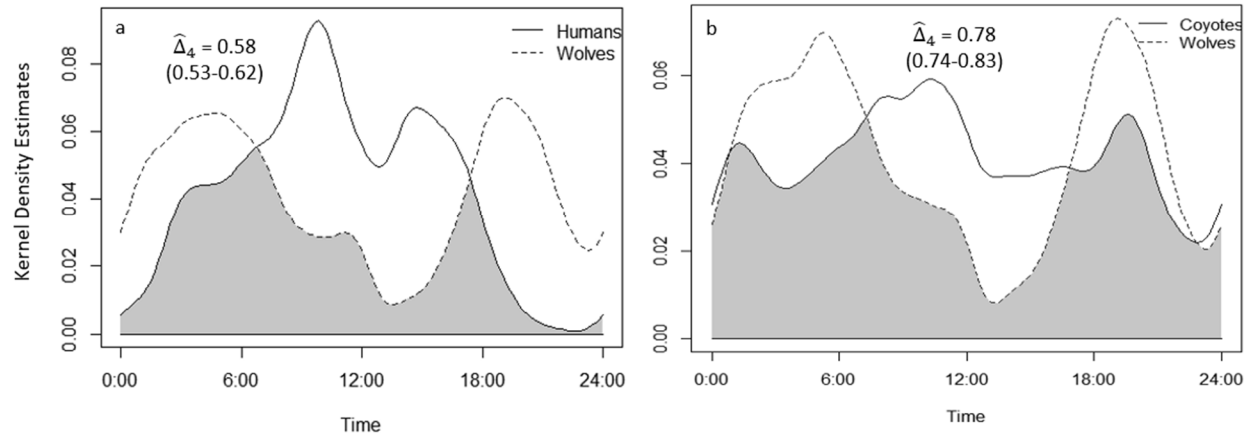 a
Humans
Wolves
Δ̂₄ = 0.58
(0.53-0.62)
Kernel Density Estimates
0.08
0.06
0.04
0.02
0.00
0:00 6:00 12:00 18:00 24:00
Time
b
Coyotes
Wolves
Δ̂₄ = 0.78
(0.74-0.83)
0.06
0.04
0.02
0.00
0:00 6:00 12:00 18:00 24:00
Time